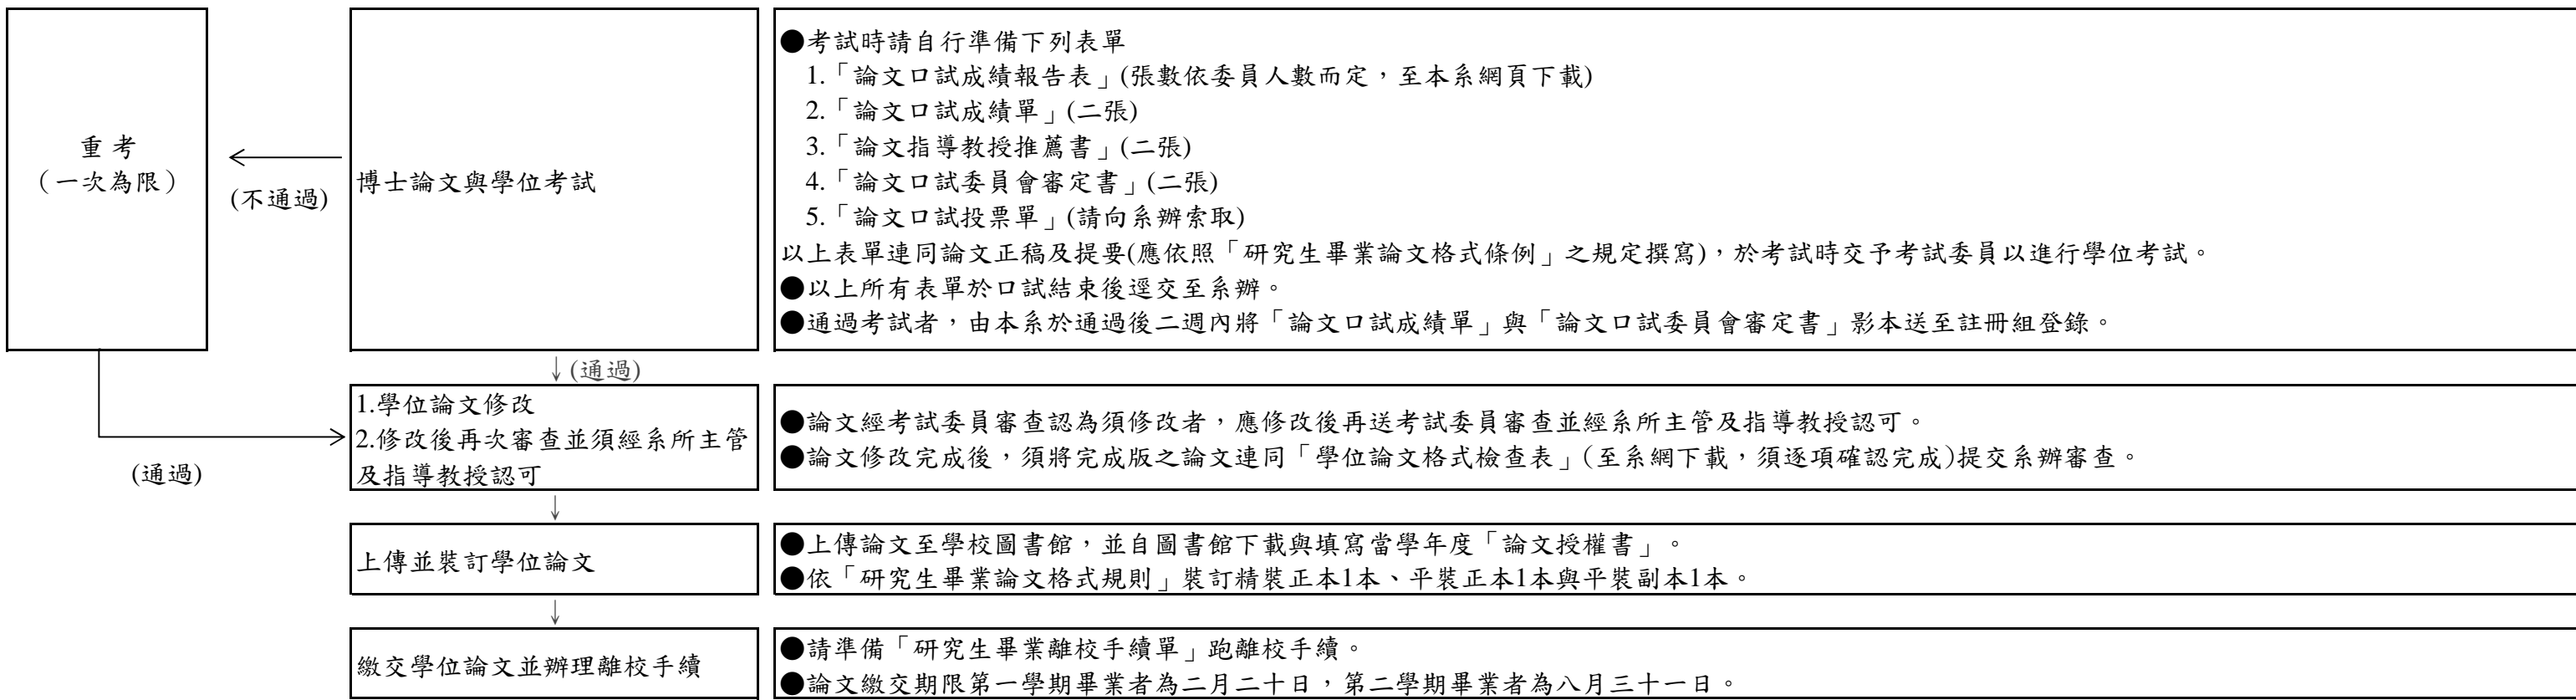 重 考
（一次為限）
(不通過)
博士論文與學位考試
●考試時請自行準備下列表單
1.「論文口試成績報告表」(張數依委員人數而定，至本系網頁下載)
2.「論文口試成績單」(二張)
3.「論文指導教授推薦書」(二張)
4.「論文口試委員會審定書」(二張)
5.「論文口試投票單」(請向系辦索取)
以上表單連同論文正稿及提要(應依照「研究生畢業論文格式條例」之規定撰寫)，於考試時交予考試委員以進行學位考試。
●以上所有表單於口試結束後逕交至系辦。
●通過考試者，由本系於通過後二週內將「論文口試成績單」與「論文口試委員會審定書」影本送至註冊組登錄。
↓(通過)
(通過)
1.學位論文修改
2.修改後再次審查並須經系所主管
及指導教授認可
●論文經考試委員審查認為須修改者，應修改後再送考試委員審查並經系所主管及指導教授認可。
●論文修改完成後，須將完成版之論文連同「學位論文格式檢查表」(至系網下載，須逐項確認完成)提交系辦審查。
↓
上傳並裝訂學位論文
●上傳論文至學校圖書館，並自圖書館下載與填寫當學年度「論文授權書」。
●依「研究生畢業論文格式規則」裝訂精裝正本1本、平裝正本1本與平裝副本1本。
↓
繳交學位論文並辦理離校手續
●請準備「研究生畢業離校手續單」跑離校手續。
●論文繳交期限第一學期畢業者為二月二十日，第二學期畢業者為八月三十一日。